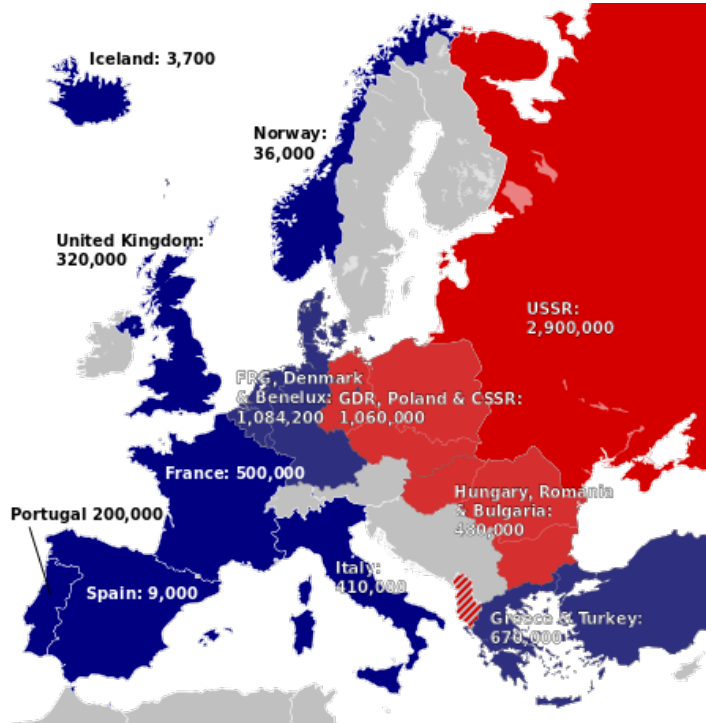 Iceland: 3,700
Norway:
36,000
United Kingdom:
320,000
USSR:
2,900,000
FRG, Denmark
& Benelux:
1,084,200
GDR, Poland & CSSR:
1,060,000
France: 500,000
Hungary, Romania
& Bulgaria:
430,000
Portugal 200,000
Italy:
410,000
Spain: 9,000
Greece & Turkey:
670,000